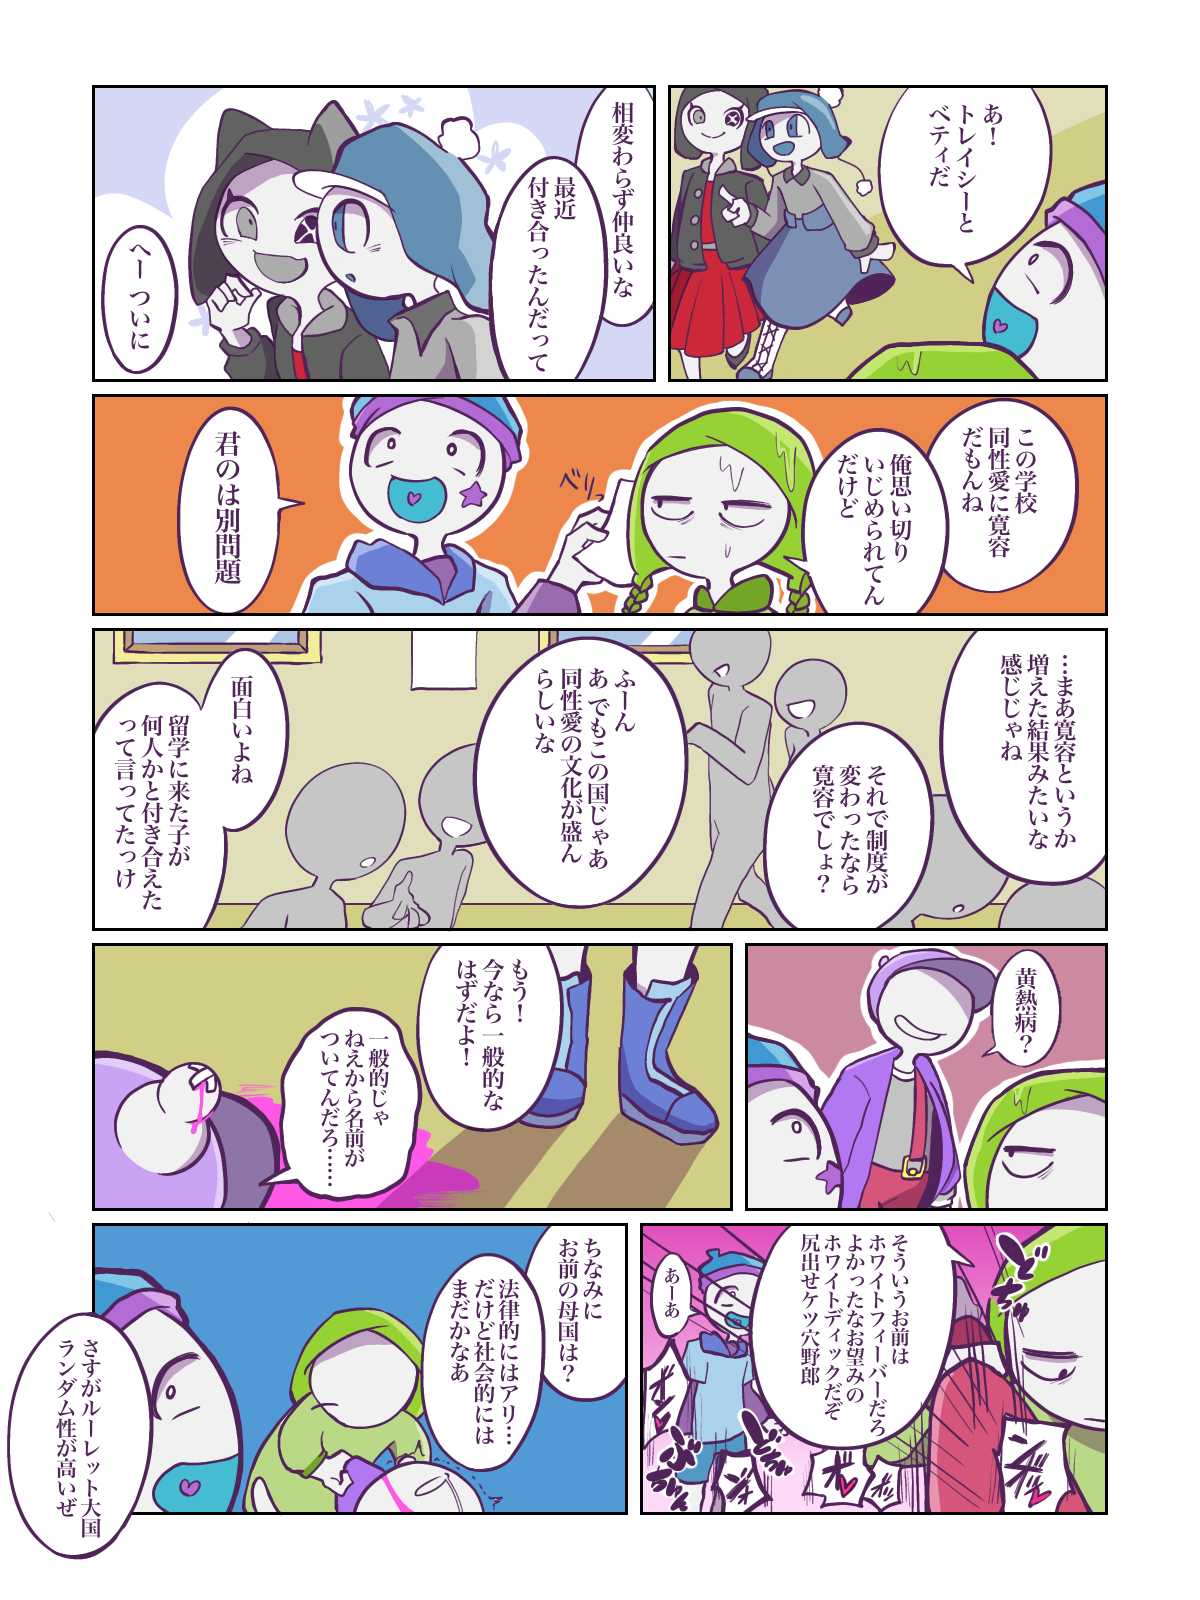 あ！
トレイシーと
ベティだ
相変わらず仲良いな
最近
付き合ったんだって
へーついに
この学校
同性愛に寛容
だもんね
俺思い切り
いじめられてん
だけど
ベリッ
君のは別問題
…まあ寛容というか
増えた結果みたいな
感じじゃね
それで制度が
変わったなら
寛容でしょ？
ふーん
あ でもこの国じゃあ
同性愛の文化が盛ん
らしいな
面白いよね
留学に来た子が
何人かと付き合えた
って言ってたっけ
黄熱病？
もう！
今なら一般的な
はずだよ！
一般的じゃ
ねえから名前が
ついてんだろ……
そういうお前は
ホワイトフィーバーだろ
よかったなお望みの
ホワイトディックだぞ
尻出せケツ穴野郎
どちゅ
あーあ
ちなみに
お前の母国は？
法律的にはアリ…
だけど社会的には
まだかなあ
さすがルーレット大国
ランダム性が高いぜ